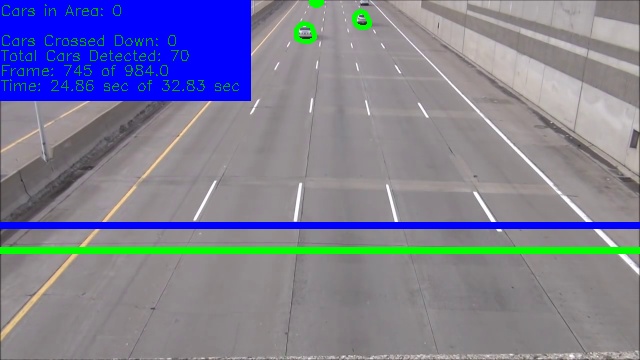 Cars in Area: 0
Cars Crossed Down: 0
Total Cars Detected: 70
Frame: 745 of 984.0
Time: 24.86 sec of 32.83 sec